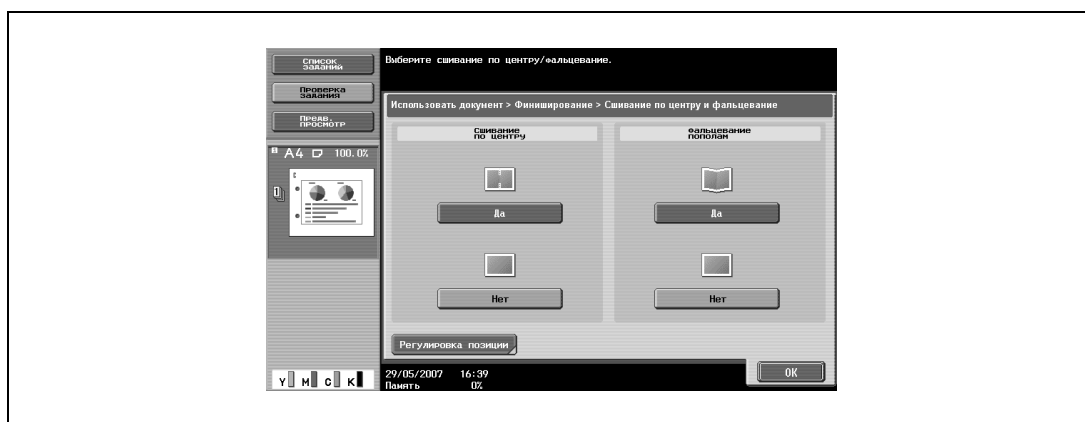 Список
заданий
Проверка
задания
Предв.
просмотр
A4 100.0%
1
Выберите сшивание по центру/фальцевание.
Использовать документ > Финиширование > Сшивание по центру и фальцевание
Сшивание
по центру
Да
Нет
Фальцевание
пополам
Да
Нет
Регулировка позиции
Y M C K
29/05/2007 16:39
Память 0%
OK